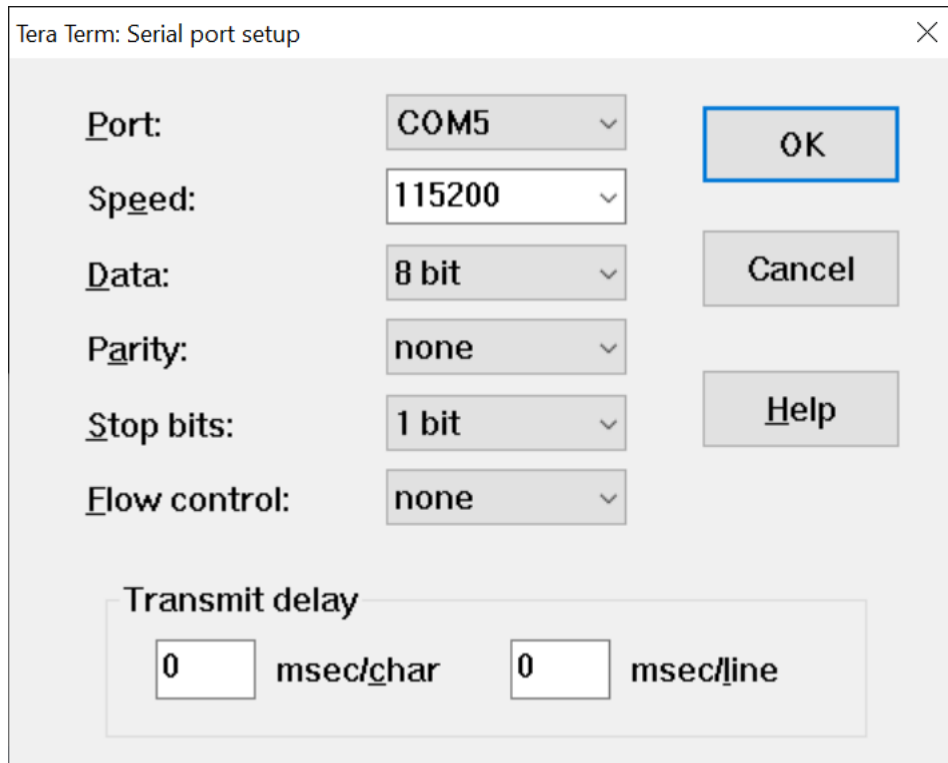 Tera Term: Serial port setup
Port: COM5
OK
Speed: 115200
Data: 8 bit
Cancel
Parity: none
Stop bits: 1 bit
Help
Flow control: none
Transmit delay
0 msec/char 0 msec/line